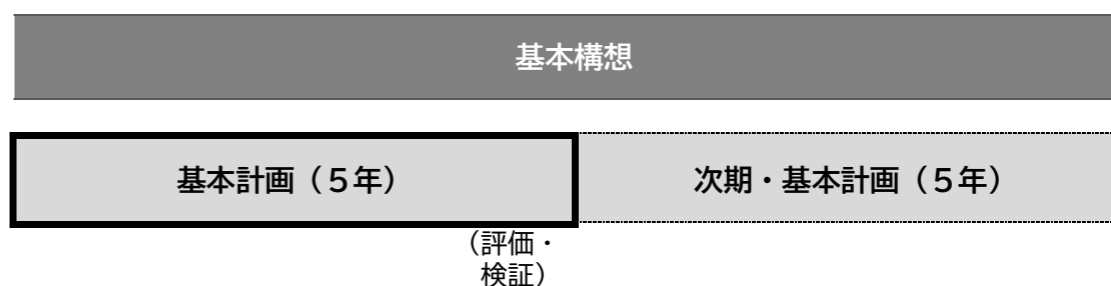 基本構想
基本計画（５年）
次期・基本計画（５年）
（評価・
検証）